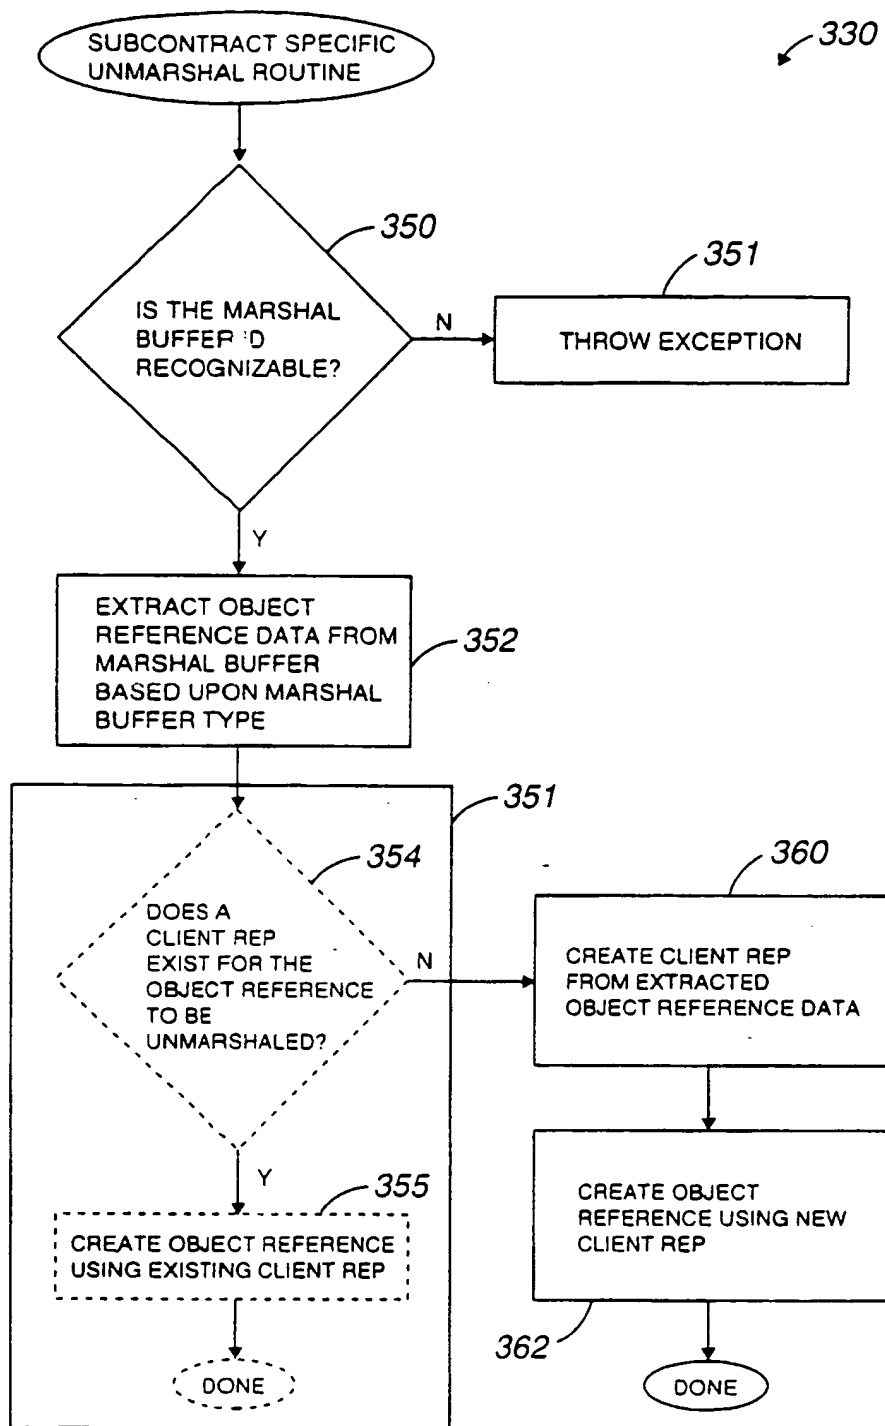 SUBCONTRACT SPECIFIC
UNMARSHAL ROUTINE
330
350
IS THE MARSHAL
BUFFER 'D
RECOGNIZABLE?
N
351
THROW EXCEPTION
Y
EXTRACT OBJECT
REFERENCE DATA FROM
MARSHAL BUFFER
BASED UPON MARSHAL
BUFFER TYPE
352
351
354
DOES A
CLIENT REP
EXIST FOR THE
OBJECT REFERENCE
TO BE
UNMARSHALED?
N
360
CREATE CLIENT REP
FROM EXTRACTED
OBJECT REFERENCE DATA
Y
355
CREATE OBJECT REFERENCE
USING EXISTING CLIENT REP
CREATE OBJECT
REFERENCE USING NEW
CLIENT REP
362
DONE
DONE